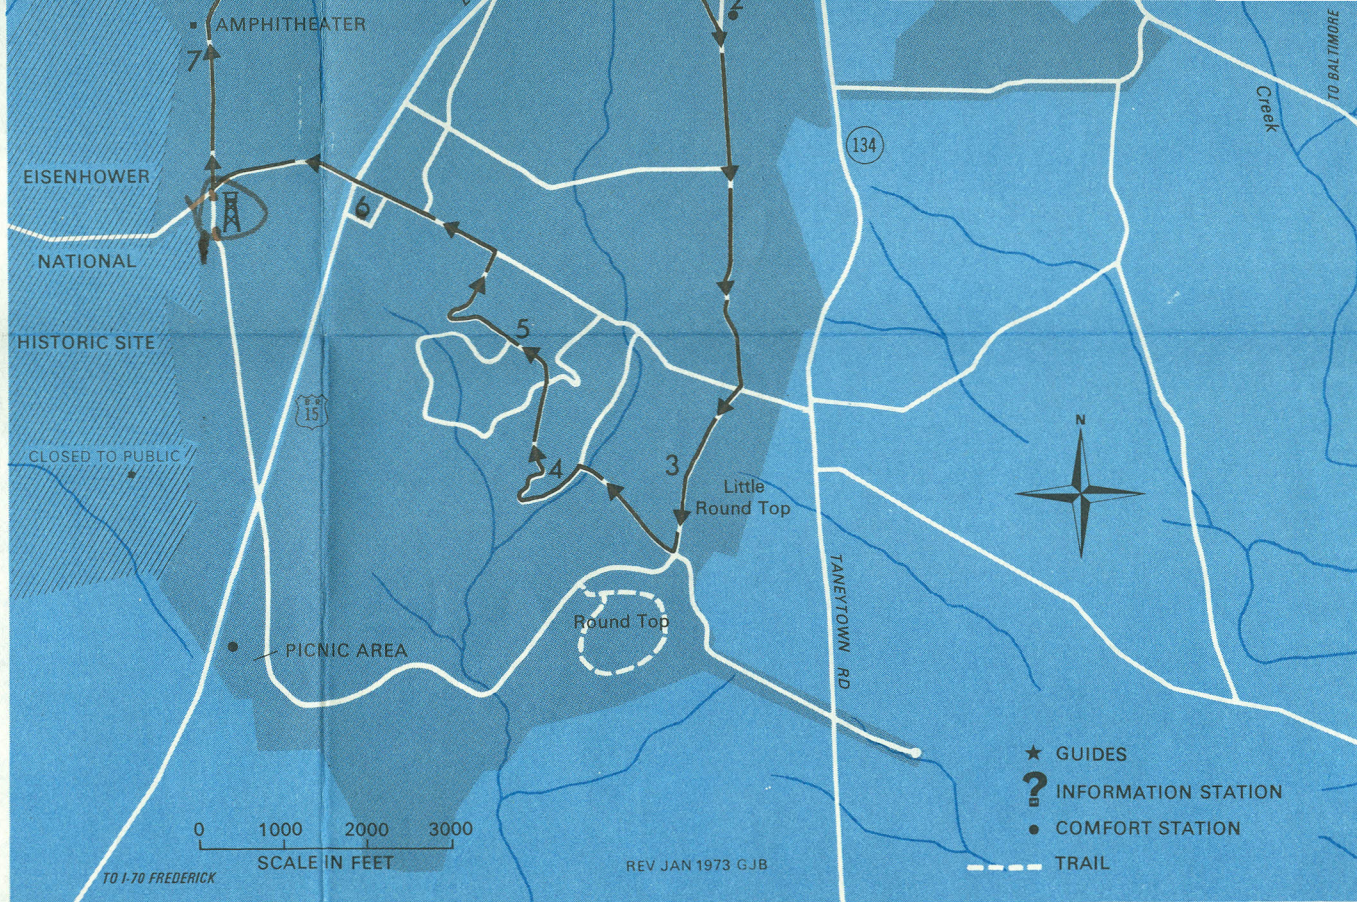 AMPHITHEATER
2
TO BALTIMORE
7
Creek
134
EISENHOWER
6
NATIONAL
5
HISTORIC SITE
15
N
CLOSED TO PUBLIC
4
3
Little
Round Top
TANEYTOWN RD
Round Top
PICNIC AREA
GUIDES
? INFORMATION STATION
COMFORT STATION
TRAIL
0 1000 2000 3000
SCALE IN FEET
REV JAN 1973 GJB
TO I-70 FREDERICK